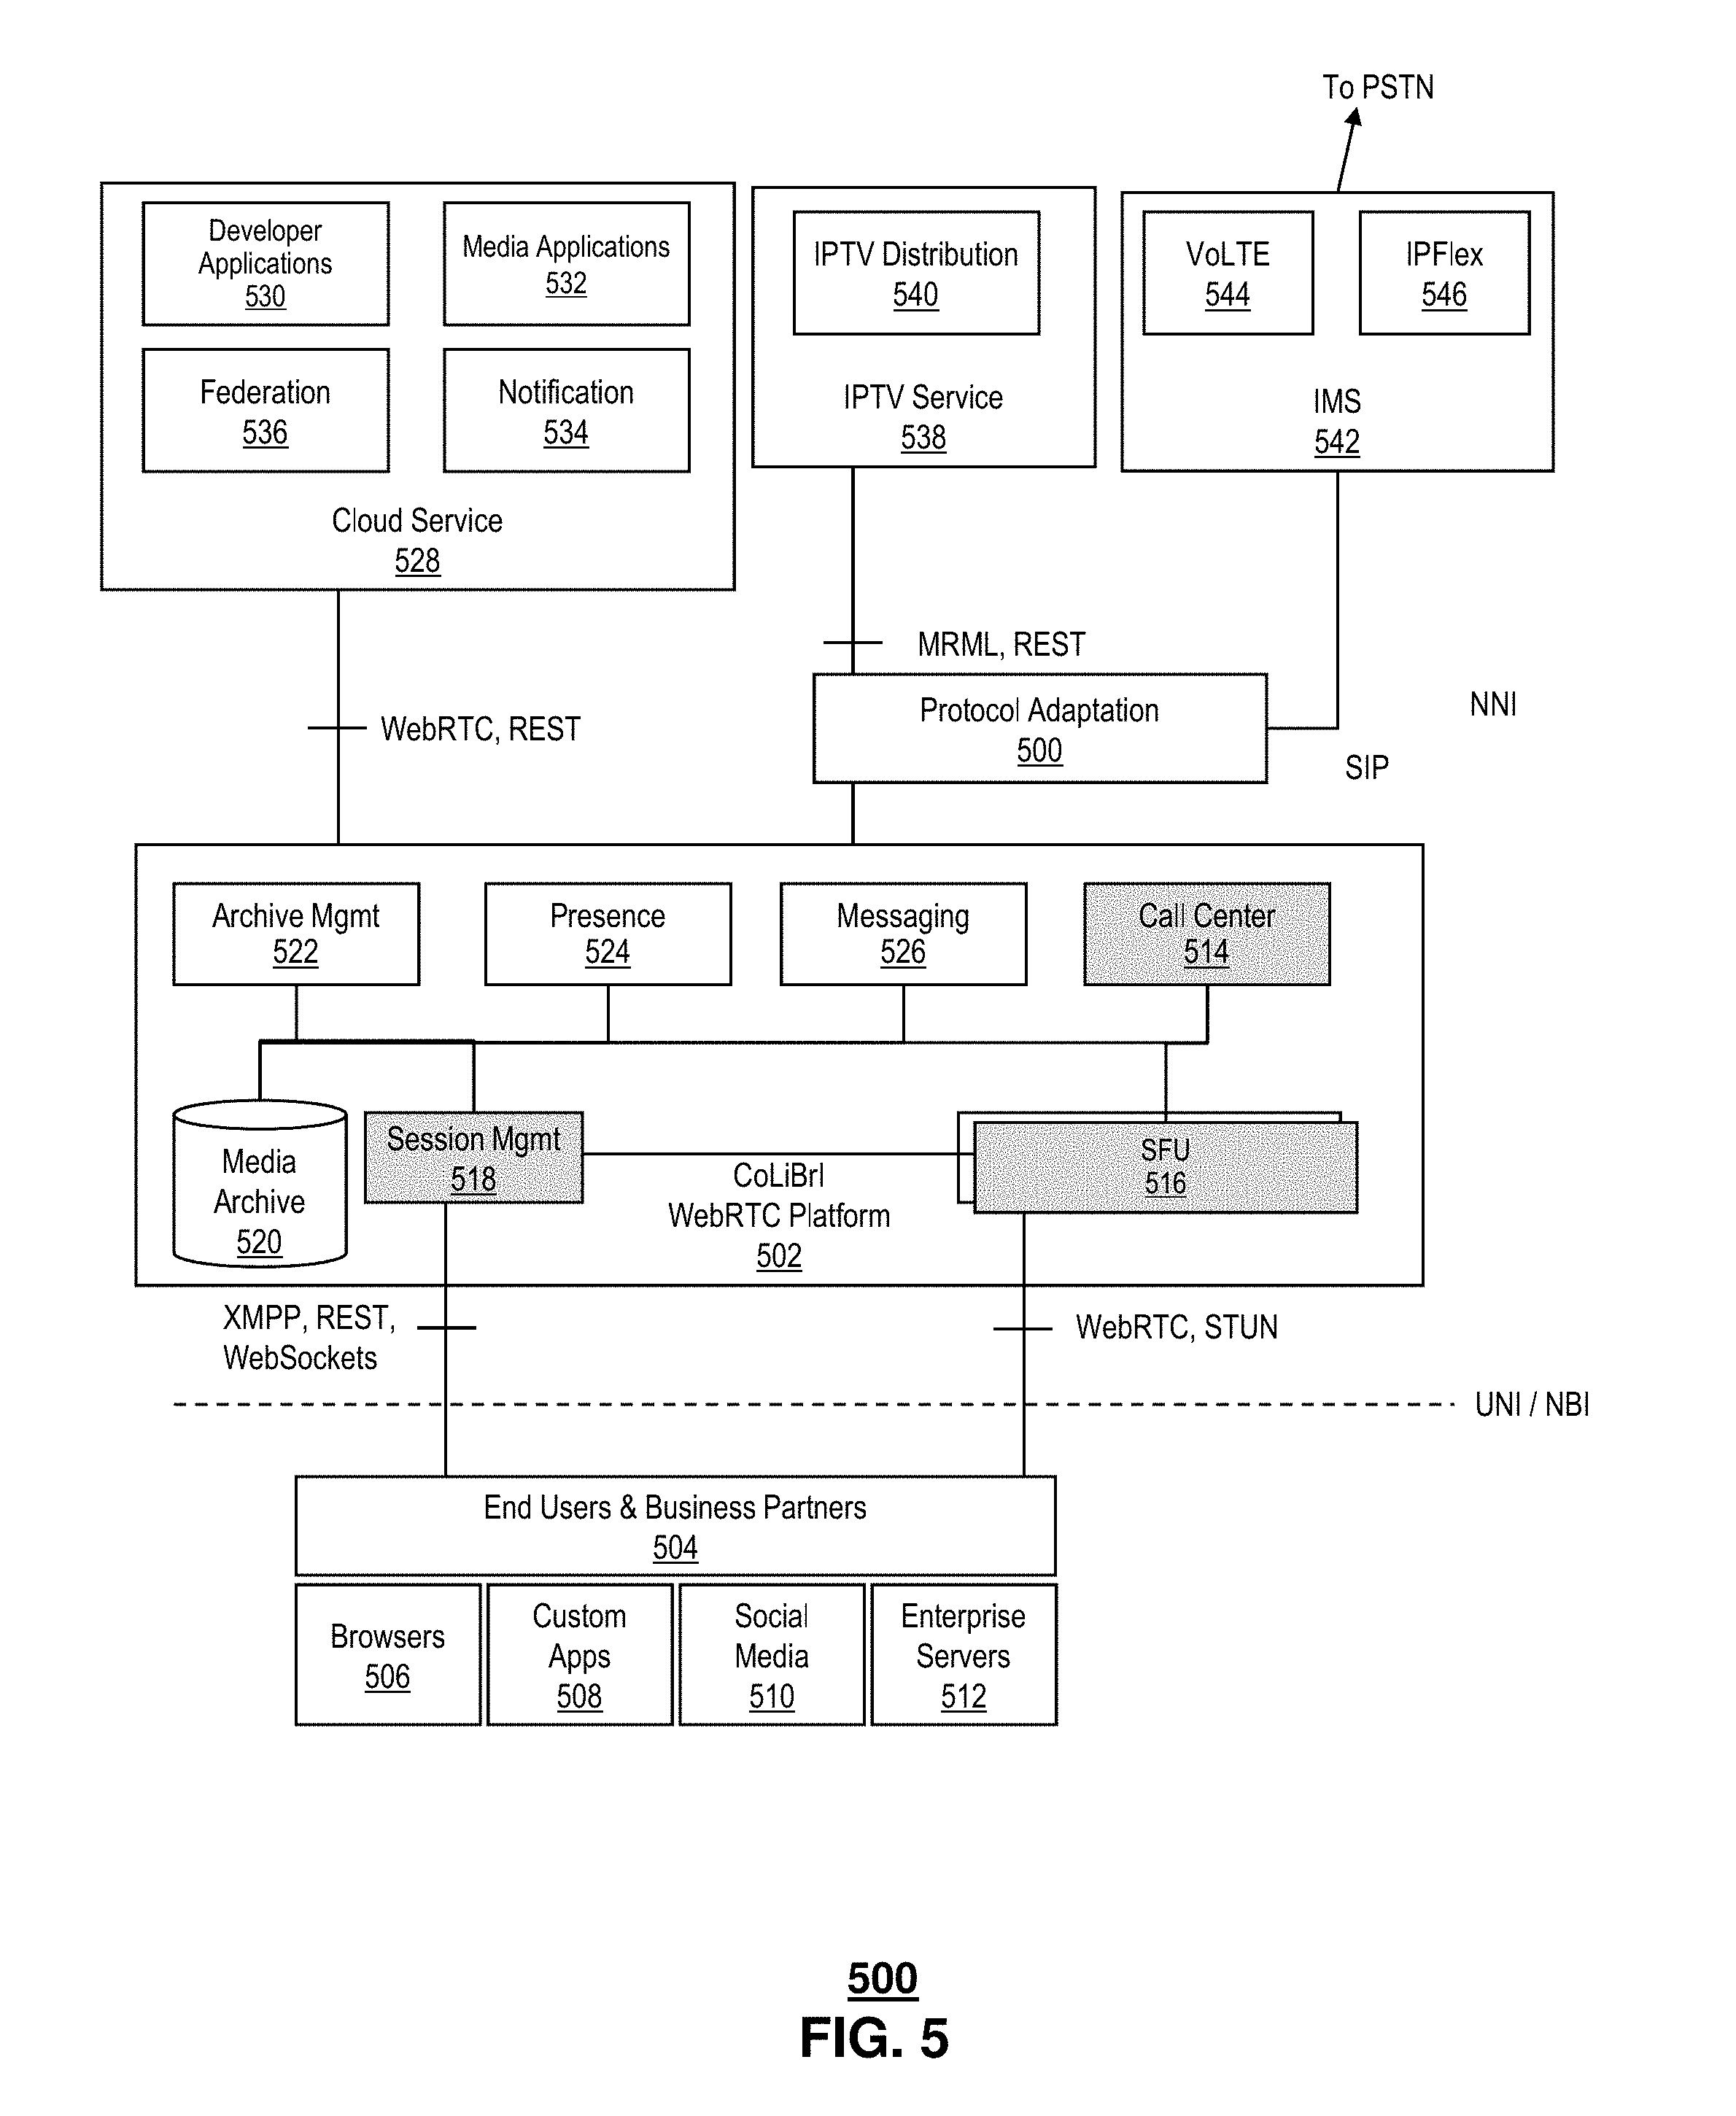 To PSTN
Developer
Applications
530
Media Applications
532
Federation
536
Notification
534
Cloud Service
528
IPTV Distribution
540
IPTV Service
538
VoLTE
544
IPFlex
546
IMS
542
MRML, REST
WebRTC, REST
Protocol Adaptation
500
NNI
SIP
Archive Mgmt
522
Presence
524
Messaging
526
Call Center
514
Media
Archive
520
Session Mgmt
518
CoLiBrI
WebRTC Platform
502
SFU
516
XMPP, REST,
WebSockets
WebRTC, STUN
UNI / NBI
End Users & Business Partners
504
Browsers
506
Custom
Apps
508
Social
Media
510
Enterprise
Servers
512
500
FIG. 5